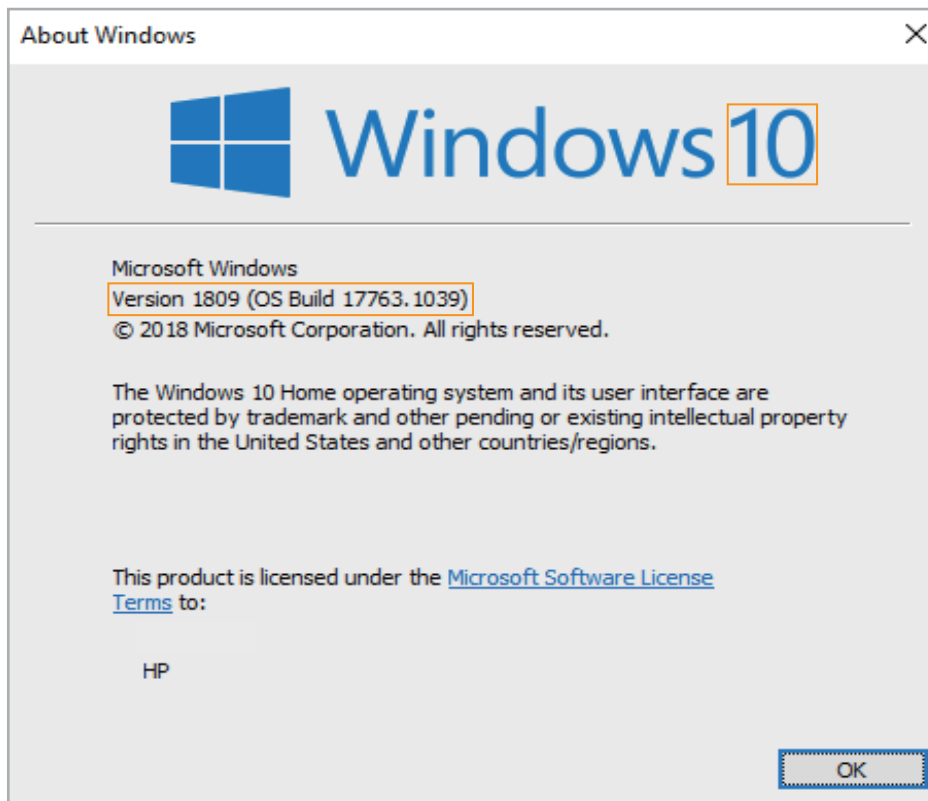 About Windows
Windows 10
Microsoft Windows
Version 1809 (OS Build 17763.1039)
© 2018 Microsoft Corporation. All rights reserved.
The Windows 10 Home operating system and its user interface are
protected by trademark and other pending or existing intellectual property
rights in the United States and other countries/regions.
This product is licensed under the Microsoft Software License
Terms to:
HP
OK